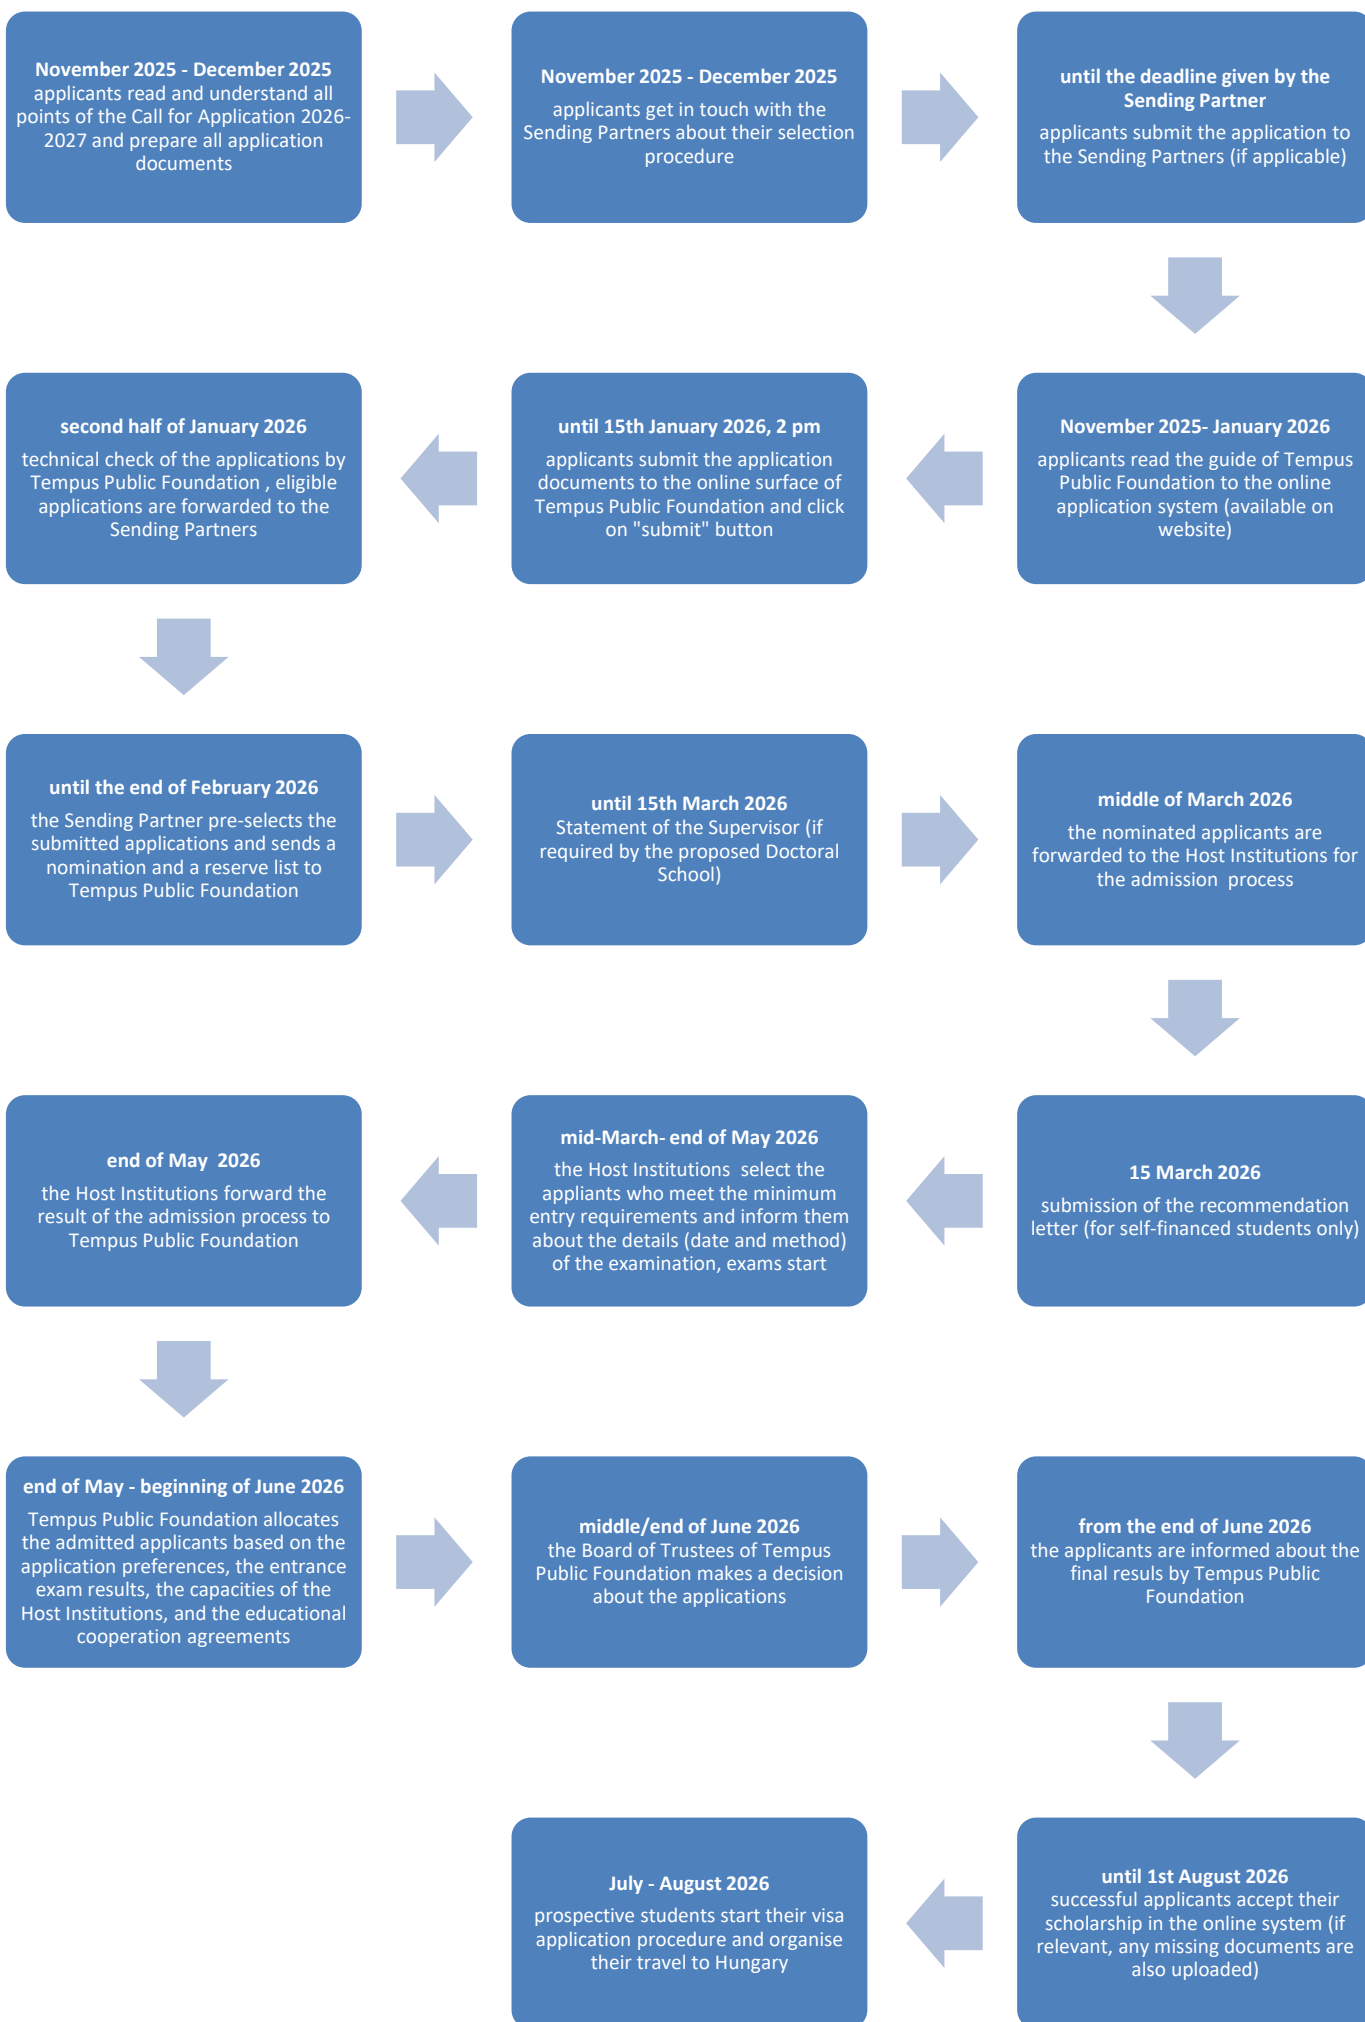 November 2025 - December 2025
applicants read and understand all
points of the Call for Application 2026-
2027 and prepare all application
documents
November 2025 - December 2025
applicants get in touch with the
Sending Partners about their selection
procedure
until the deadline given by the
Sending Partner
applicants submit the application to
the Sending Partners (if applicable)
November 2025- January 2026
applicants read the guide of Tempus
Public Foundation to the online
application system (available on
website)
until 15th January 2026, 2 pm
applicants submit the application
documents to the online surface of
Tempus Public Foundation and click
on "submit" button
second half of January 2026
technical check of the applications by
Tempus Public Foundation , eligible
applications are forwarded to the
Sending Partners
until the end of February 2026
the Sending Partner pre-selects the
submitted applications and sends a
nomination and a reserve list to
Tempus Public Foundation
until 15th March 2026
Statement of the Supervisor (if
required by the proposed Doctoral
School)
middle of March 2026
the nominated applicants are
forwarded to the Host Institutions for
the admission process
15 March 2026
submission of the recommendation
letter (for self-financed students only)
mid-March- end of May 2026
the Host Institutions select the
appliants who meet the minimum
entry requirements and inform them
about the details (date and method)
of the examination, exams start
end of May 2026
the Host Institutions forward the
result of the admission process to
Tempus Public Foundation
end of May - beginning of June 2026
Tempus Public Foundation allocates
the admitted applicants based on the
application preferences, the entrance
exam results, the capacities of the
Host Institutions, and the educational
cooperation agreements
middle/end of June 2026
the Board of Trustees of Tempus
Public Foundation makes a decision
about the applications
from the end of June 2026
the applicants are informed about the
final resuls by Tempus Public
Foundation
until 1st August 2026
successful applicants accept their
scholarship in the online system (if
relevant, any missing documents are
also uploaded)
July - August 2026
prospective students start their visa
application procedure and organise
their travel to Hungary